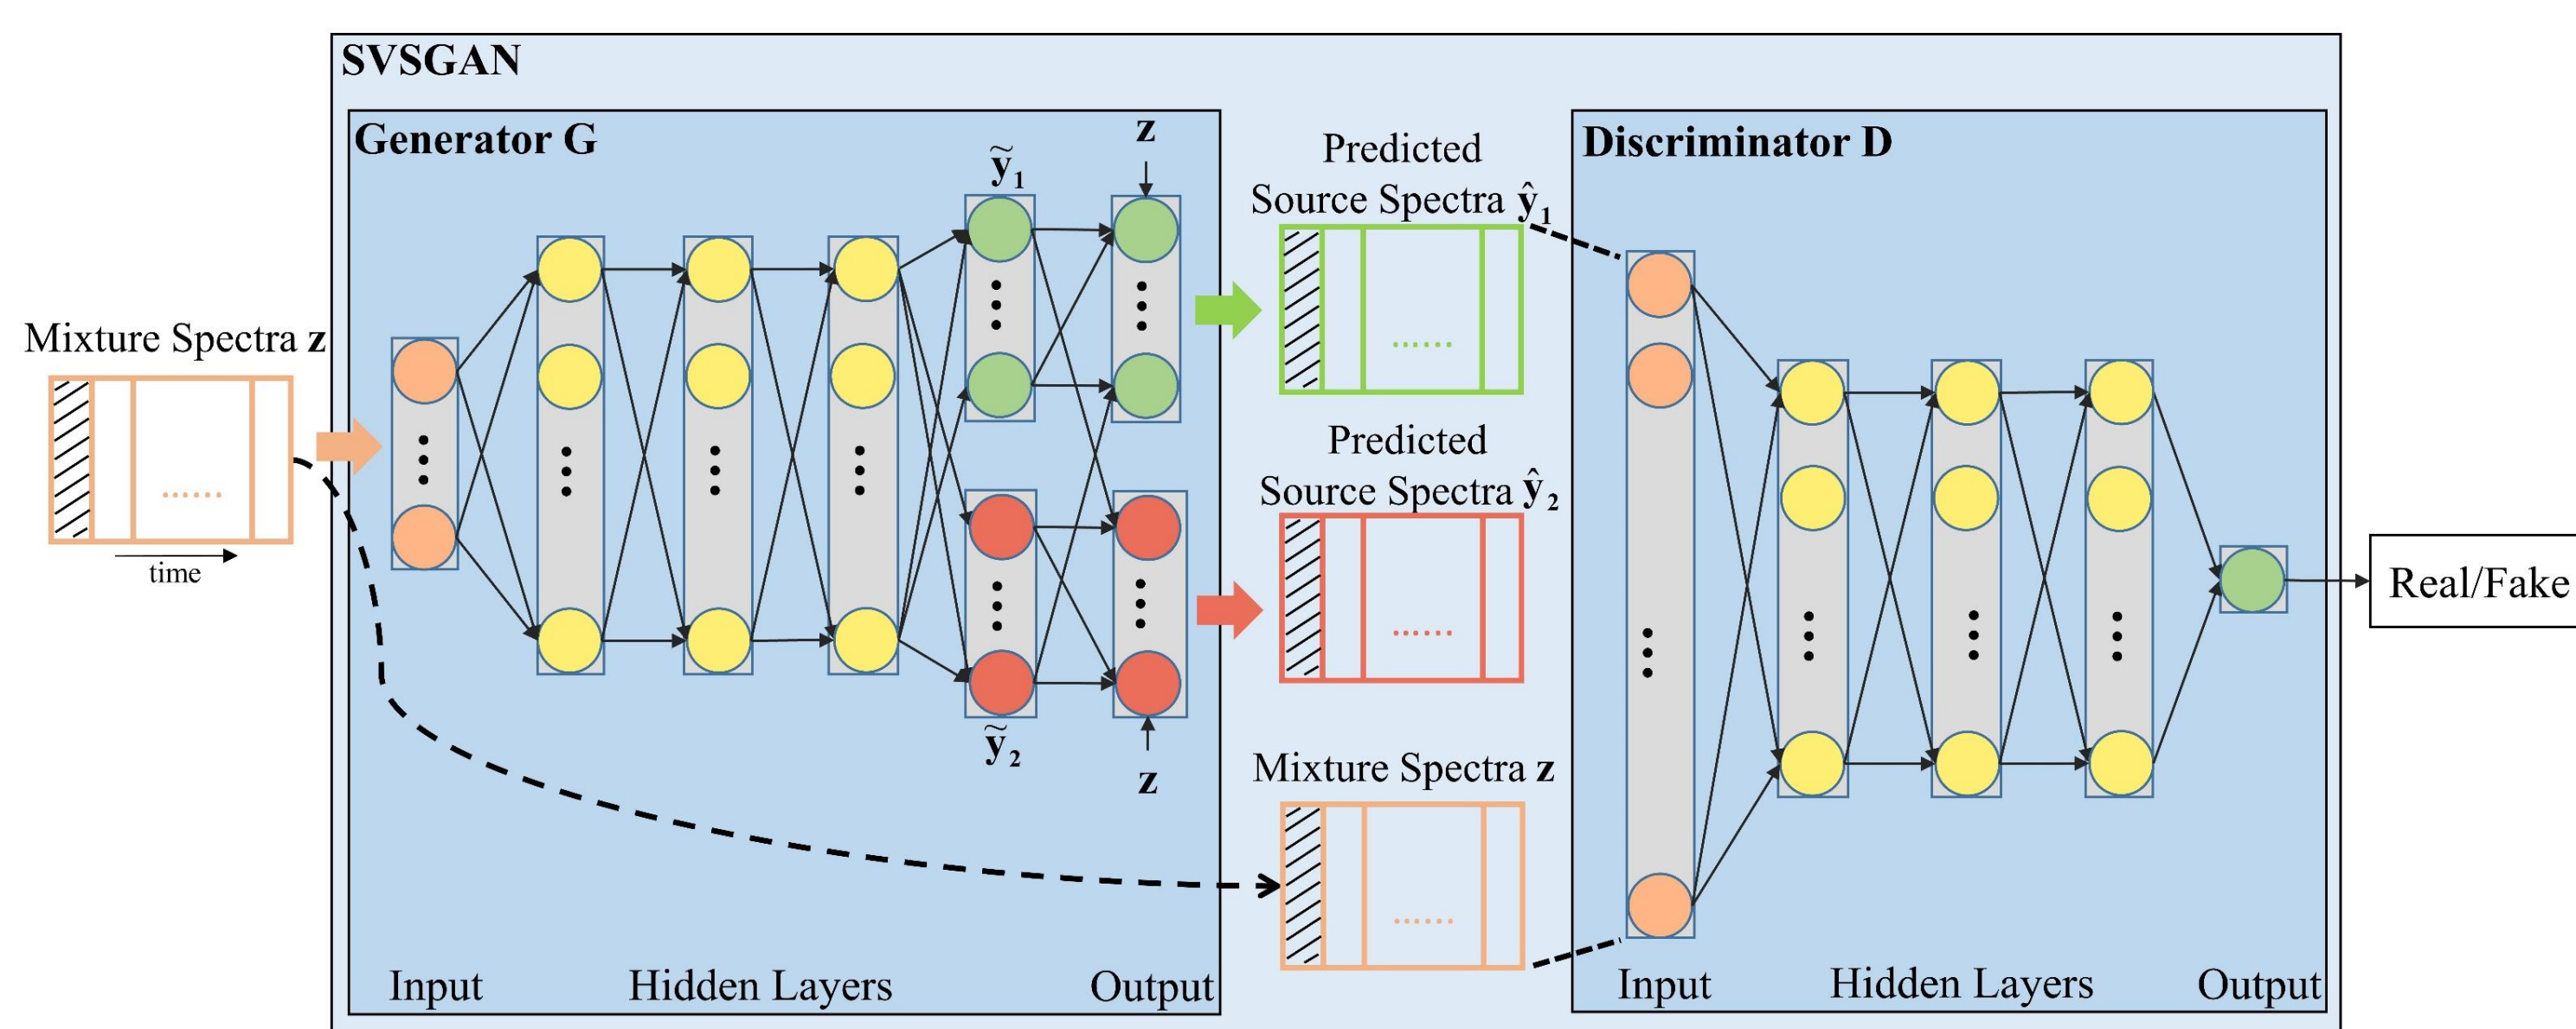 SVSGAN
Generator G
Discriminator D
Mixture Spectra z
......
time
ỹ₁
z
ỹ₂
z
Predicted
Source Spectra ŷ₁
......
Predicted
Source Spectra ŷ₂
......
Mixture Spectra z
......
Real/Fake
Input
Hidden Layers
Output
Input
Hidden Layers
Output